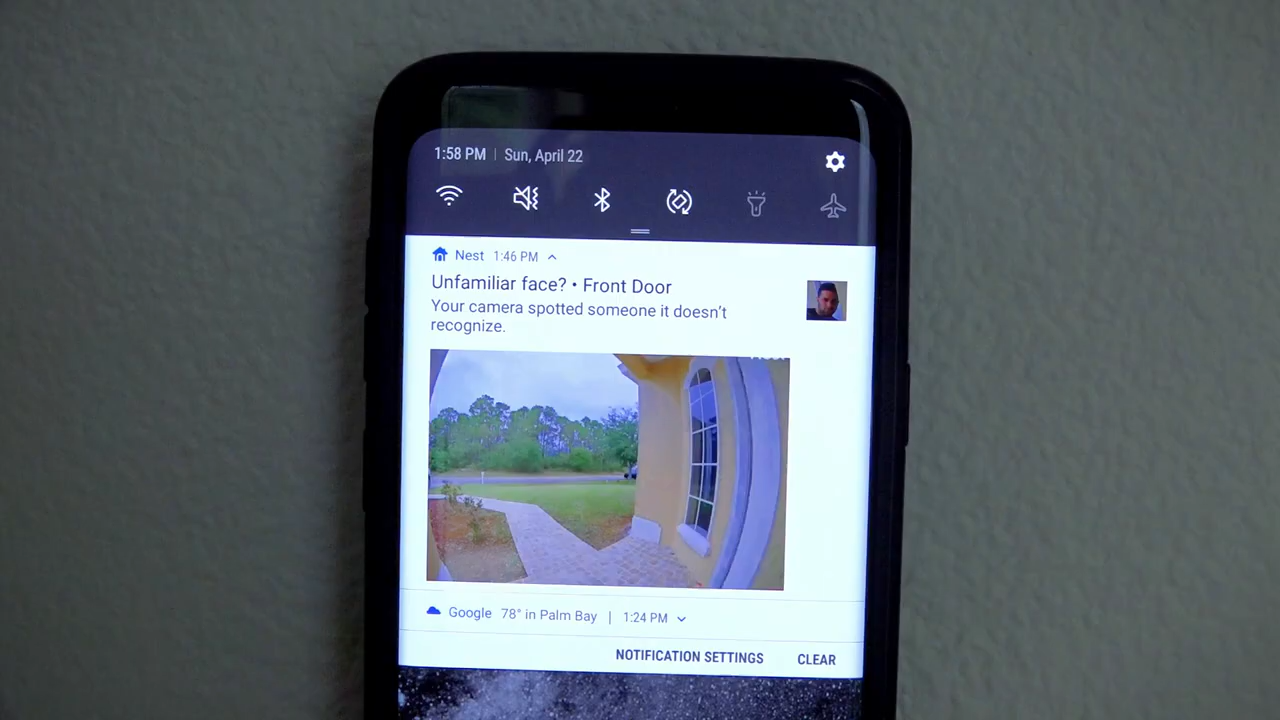 1:58 PM | Sun, April 22
Nest 1:46 PM
Unfamiliar face? • Front Door
Your camera spotted someone it doesn't
recognize.
Google 78° in Palm Bay | 1:24 PM
NOTIFICATION SETTINGS CLEAR